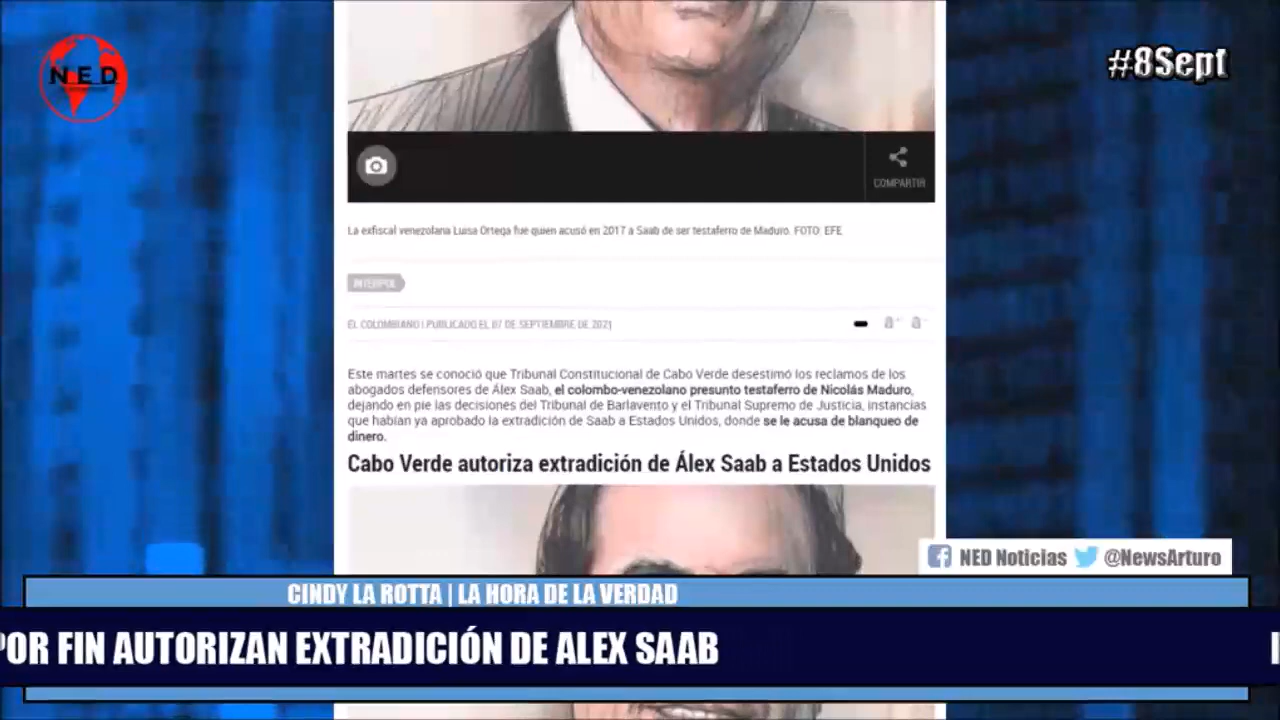 N.E.D
#8Sept
COMPARTIR
La exfiscal venezolana Luisa Ortega fue quien acusó en 2017 a Saab de ser testaferro de Maduro. FOTO: EFE
INTERPOL
EL COLOMBIANO | PUBLICADO EL 07 DE SEPTIEMBRE DE 2021
Este martes se conoció que Tribunal Constitucional de Cabo Verde desestimó los reclamos de los
abogados defensores de Álex Saab, el colombo-venezolano presunto testaferro de Nicolás Maduro,
dejando en pie las decisiones del Tribunal de Barlavento y el Tribunal Supremo de Justicia, instancias
que habían ya aprobado la extradición de Saab a Estados Unidos, donde se le acusa de blanqueo de
dinero.
Cabo Verde autoriza extradición de Álex Saab a Estados Unidos
NED Noticias @NewsArturo
CINDY LA ROTTA | LA HORA DE LA VERDAD
POR FIN AUTORIZAN EXTRADICIÓN DE ALEX SAAB